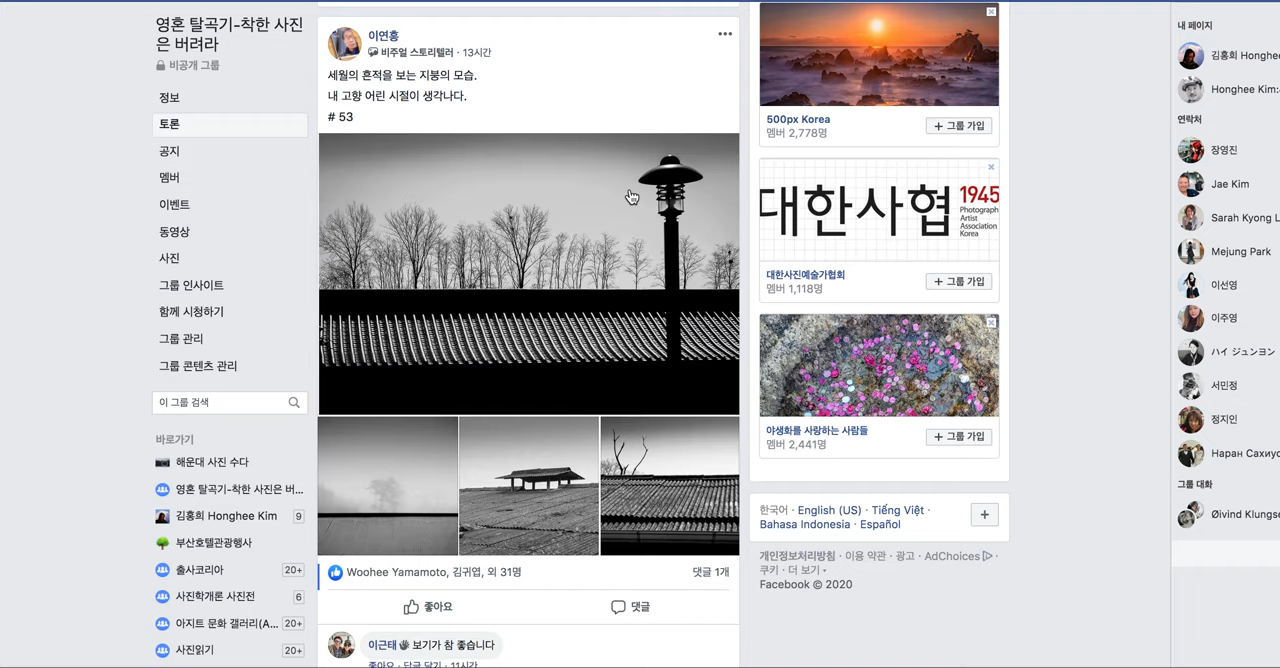 영혼 탈곡기-착한 사진
은 버려라
비공개 그룹
정보
토론
공지
멤버
이벤트
동영상
사진
그룹 인사이트
함께 시청하기
그룹 관리
그룹 콘텐츠 관리
이 그룹 검색
바로가기
해운대 사진 수다
영혼 탈곡기-착한 사진은 버...
김홍희 Honghee Kim 9
부산호텔관광행사
출사코리아 20+
사진학개론 사진전 6
아지트 문화 갤러리(A... 20+
사진읽기 20+
이연흥
비주얼 스토리텔러 · 13시간
세월의 흔적을 보는 지붕의 모습.
내 고향 어린 시절이 생각나다.
# 53
Woohee Yamamoto, 김귀엽, 외 31명 댓글 1개
좋아요 댓글
이근태 보기가 참 좋습니다
좋아요 · 답글 달기 · 11시간
500px Korea
멤버 2,778명
+ 그룹 가입
대한사협 1945
Photograph
Artist
Association
Korea
대한사진예술가협회
멤버 1,118명
+ 그룹 가입
야생화를 사랑하는 사람들
멤버 2,441명
+ 그룹 가입
한국어 · English (US) · Tiếng Việt ·
Bahasa Indonesia · Español
개인정보처리방침 · 이용 약관 · 광고 · AdChoices ·
쿠키 · 더 보기
Facebook © 2020
내 페이지
김홍희 Honghee
Honghee Kim:
연락처
장영진
Jae Kim
Sarah Kyong L
Mejung Park
이선영
이주영
ハイ ジュンヨン
서민정
정지인
Наран Сахиус
그룹 대화
Øivind Klungse